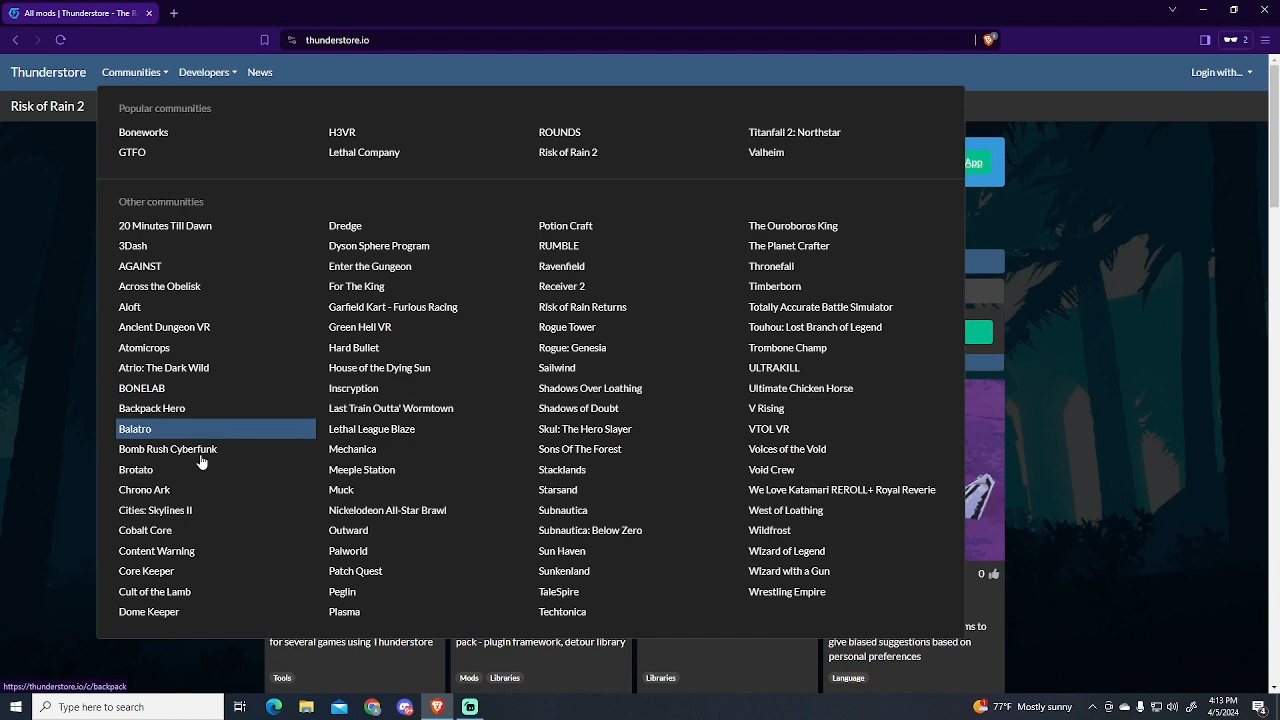 All mods | Thunderstore - The R
thunderstore.io
2
Thunderstore Communities Developers News Login with...
Risk of Rain 2
App
Popular communities
Boneworks H3VR ROUNDS Titanfall 2: Northstar
GTFO Lethal Company Risk of Rain 2 Valheim
Other communities
20 Minutes Till Dawn Dredge Potion Craft The Ouroboros King
3Dash Dyson Sphere Program RUMBLE The Planet Crafter
AGAINST Enter the Gungeon Ravenfield Thronefall
Across the Obelisk For The King Receiver 2 Timberborn
Aloft Garfield Kart - Furious Racing Risk of Rain Returns Totally Accurate Battle Simulator
Ancient Dungeon VR Green Hell VR Rogue Tower Touhou: Lost Branch of Legend
Atomicrops Hard Bullet Rogue: Genesia Trombone Champ
Atrio: The Dark Wild House of the Dying Sun Sailwind ULTRAKILL
BONELAB Inscryption Shadows Over Loathing Ultimate Chicken Horse
Backpack Hero Last Train Outta' Wormtown Shadows of Doubt V Rising
Balatro Lethal League Blaze Skul: The Hero Slayer VTOL VR
Bomb Rush Cyberfunk Mechanica Sons Of The Forest Voices of the Void
Brotato Meeple Station Stacklands Void Crew
Chrono Ark Muck Starsand We Love Katamari REROLL+ Royal Reverie
Cities: Skylines II Nickelodeon All-Star Brawl Subnautica West of Loathing
Cobalt Core Outward Subnautica: Below Zero Wildfrost
Content Warning Palworld Sun Haven Wizard of Legend
Core Keeper Patch Quest Sunkenland Wizard with a Gun
Cult of the Lamb Peglin TaleSpire Wrestling Empire
Dome Keeper Plasma Techtonica
0
ms to
for several games using Thunderstore pack - plugin framework, detour library give biased suggestions based on
personal preferences
Tools Mods Libraries Libraries Language
https://thunderstore.io/c/backpack
Type here to search
77°F Mostly sunny
4:13 PM
4/5/2024